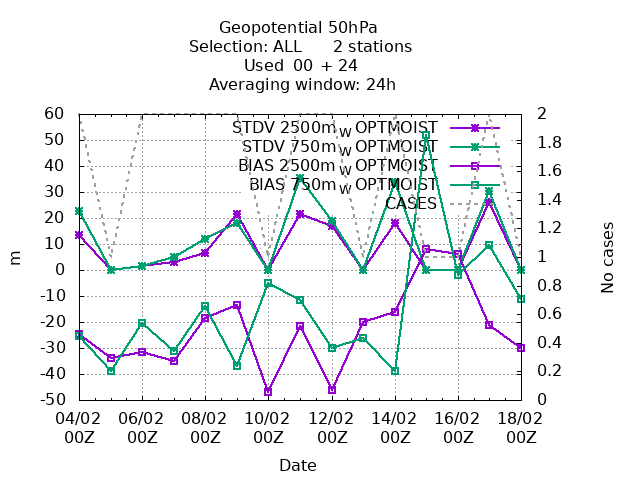 Geopotential 50hPa
Selection: ALL 2 stations
Used 00 + 24
Averaging window: 24h
STDV 2500m_W OPTMOIST
STDV 750m_W OPTMOIST
BIAS 2500m_W OPTMOIST
BIAS 750m_W OPTMOIST
CASES
60
50
40
30
20
10
0
-10
-20
-30
-40
-50
m
2
1.8
1.6
1.4
1.2
1
0.8
0.6
0.4
0.2
0
No cases
04/02 06/02 08/02 10/02 12/02 14/02 16/02 18/02
00Z 00Z 00Z 00Z 00Z 00Z 00Z 00Z
Date